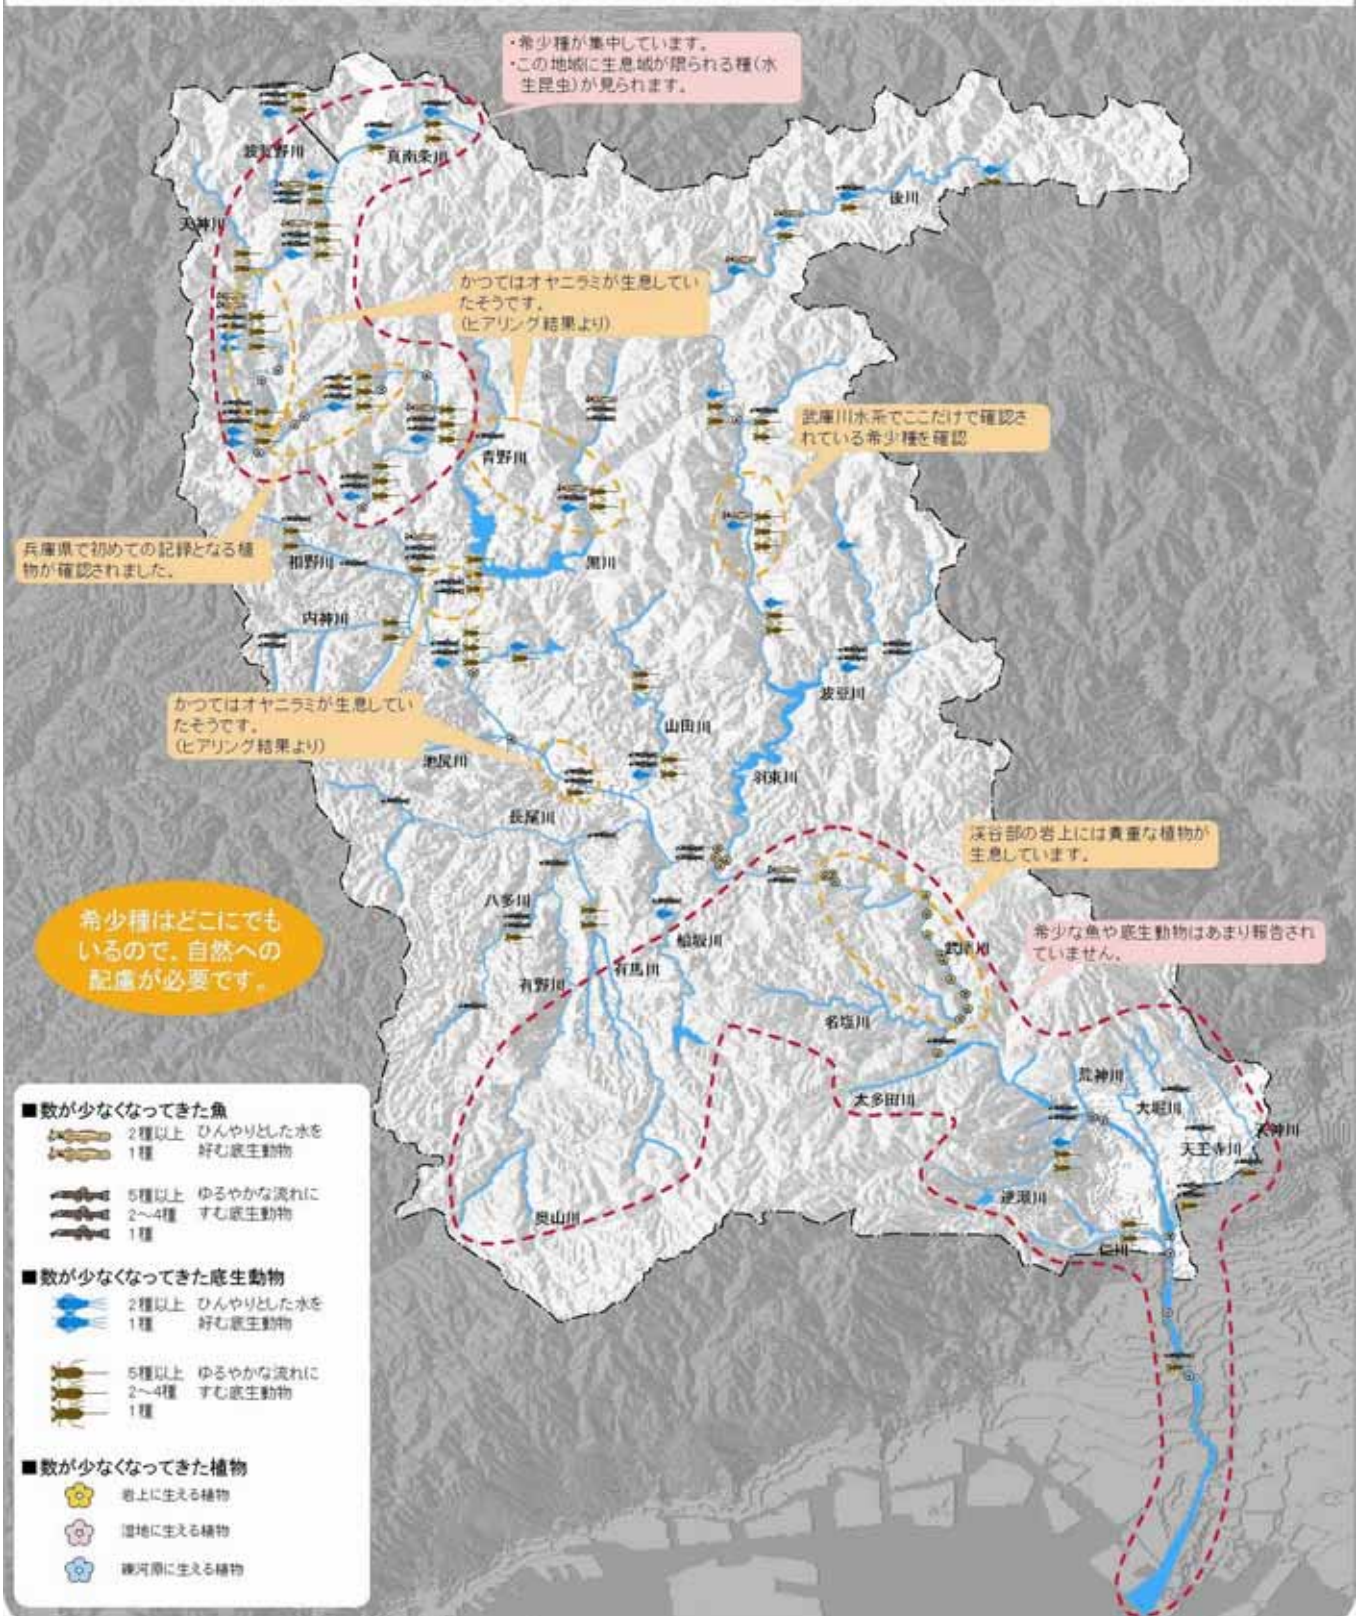 ・希少種が集中しています。
・この地域に生息域が限られる種(水
生昆虫)が見られます。
波賀野川
真南条川
後川
天神川
かつてはオヤニラミが生息してい
たそうです。
(ヒアリング結果より)
武庫川水系でここだけで確認さ
れている希少種を確認
青野川
兵庫県で初めての記録となる植
物が確認されました。
相野川
黒川
内神川
かつてはオヤニラミが生息してい
たそうです。
(ヒアリング結果より)
波豆川
山田川
池尻川
羽束川
長尾川
渓谷部の岩上には貴重な植物が
生息しています。
希少種はどこにでも
いるので、自然への
配慮が必要です。
八多川
船坂川
武庫川
希少な魚や底生動物はあまり報告され
ていません。
有馬川
有野川
名塩川
荒神川
太多田川
大堀川
天神川
天王寺川
逆瀬川
奥山川
仁川
■数が少なくなってきた魚
2種以上 ひんやりとした水を
1種 好む底生動物
5種以上 ゆるやかな流れに
2～4種 すむ底生動物
1種
■数が少なくなってきた底生動物
2種以上 ひんやりとした水を
1種 好む底生動物
5種以上 ゆるやかな流れに
2～4種 すむ底生動物
1種
■数が少なくなってきた植物
岩上に生える植物
湿地に生える植物
礫河原に生える植物